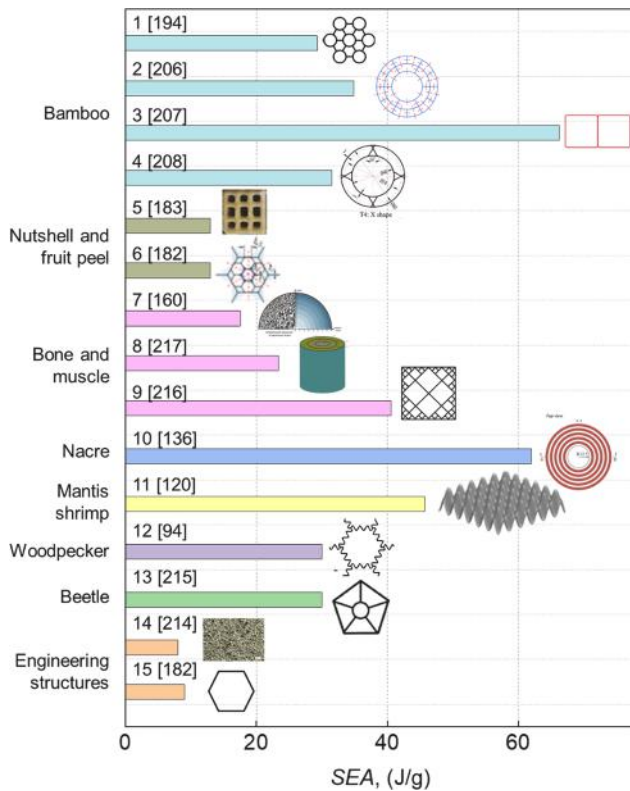 1 [194]
2 [206]
Bamboo
3 [207]
4 [208]
T4: X shape
5 [183]
Nutshell and
fruit peel
6 [182]
7 [160]
Bone and
muscle
8 [217]
9 [216]
Nacre
10 [136]
Mantis
shrimp
11 [120]
Woodpecker
12 [94]
Beetle
13 [215]
14 [214]
Engineering
structures
15 [182]
0 20 40 60
SEA, (J/g)